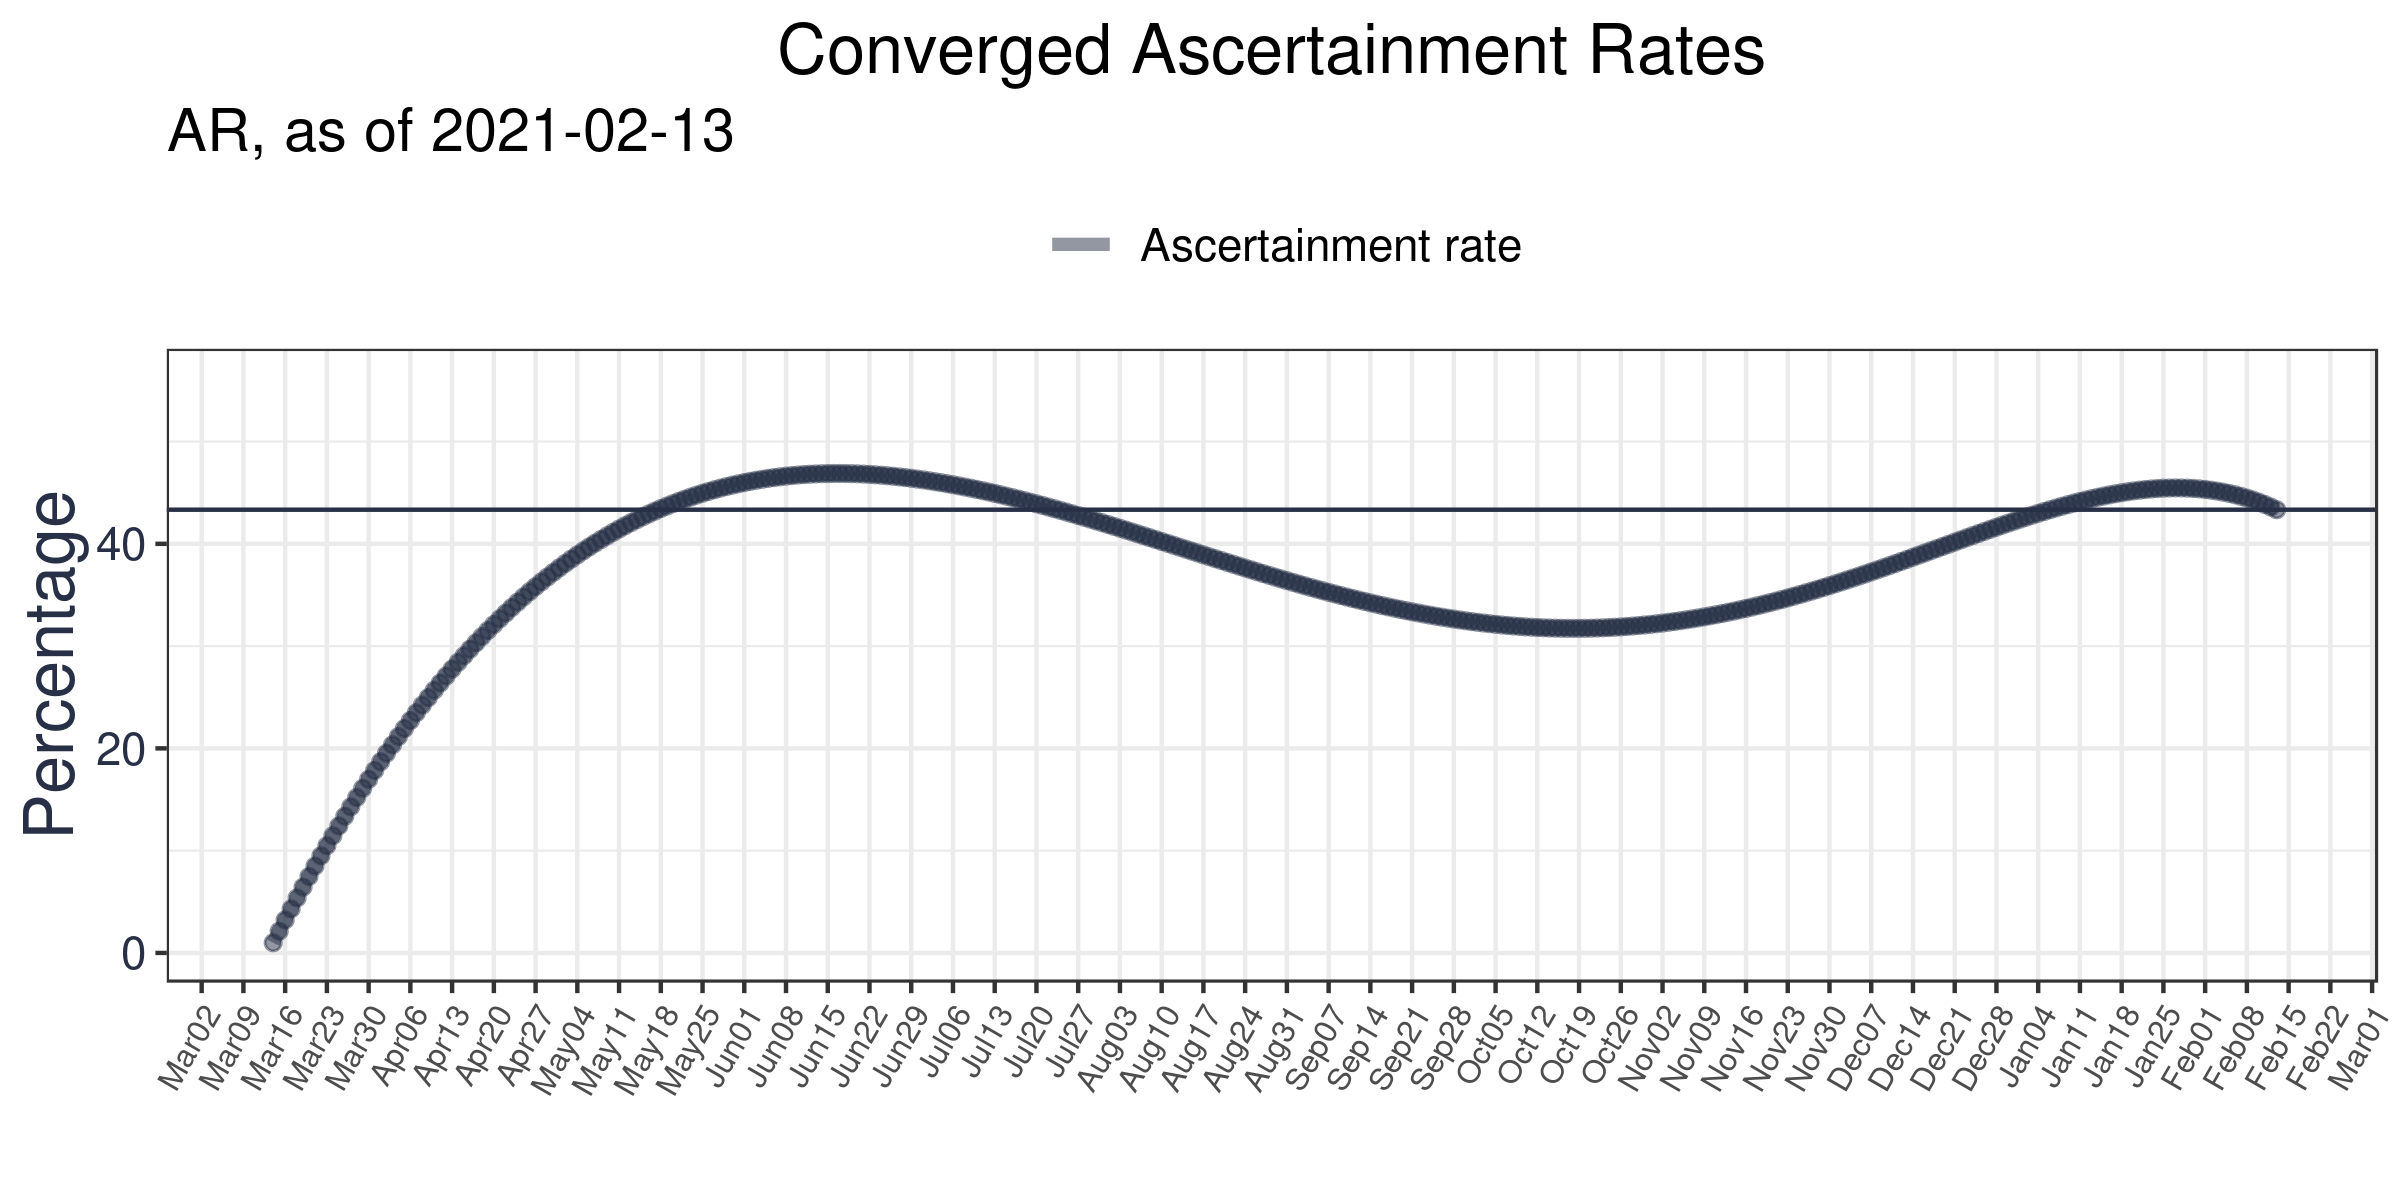 Converged Ascertainment Rates
AR, as of 2021-02-13
Ascertainment rate
Percentage
40
20
0
Mar02
Mar09
Mar16
Mar23
Mar30
Apr06
Apr13
Apr20
Apr27
May04
May11
May18
May25
Jun01
Jun08
Jun15
Jun22
Jun29
Jul06
Jul13
Jul20
Jul27
Aug03
Aug10
Aug17
Aug24
Aug31
Sep07
Sep14
Sep21
Sep28
Oct05
Oct12
Oct19
Oct26
Nov02
Nov09
Nov16
Nov23
Nov30
Dec07
Dec14
Dec21
Dec28
Jan04
Jan11
Jan18
Jan25
Feb01
Feb08
Feb15
Feb22
Mar01